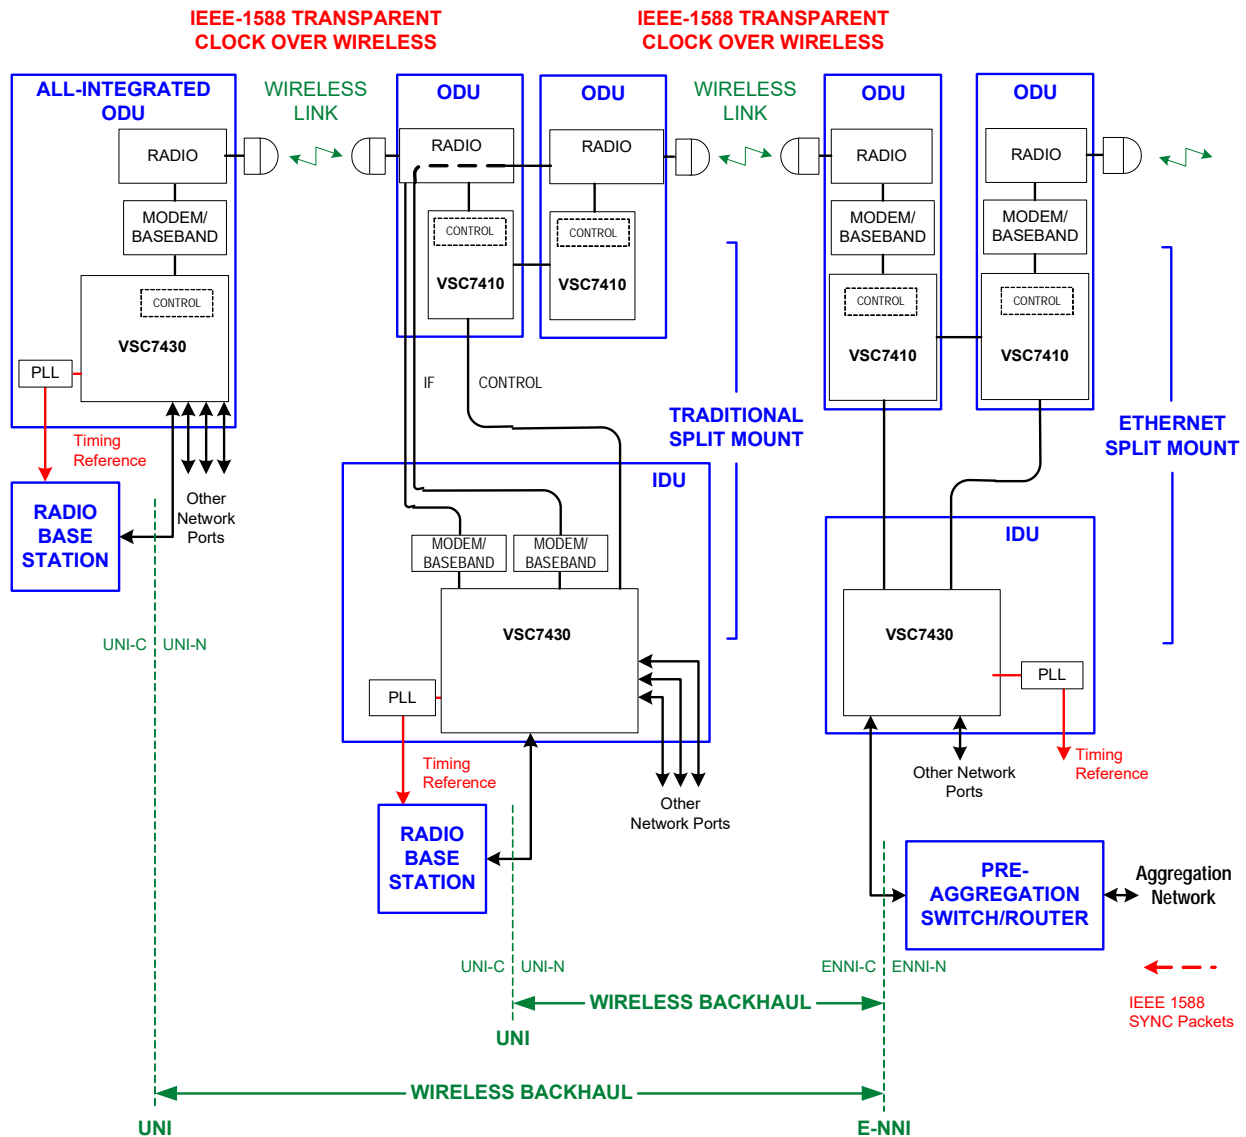 IEEE-1588 TRANSPARENT
CLOCK OVER WIRELESS
IEEE-1588 TRANSPARENT
CLOCK OVER WIRELESS
ALL-INTEGRATED
ODU
WIRELESS
LINK
ODU
ODU
WIRELESS
LINK
ODU
ODU
RADIO
RADIO
RADIO
RADIO
RADIO
MODEM/
BASEBAND
MODEM/
BASEBAND
MODEM/
BASEBAND
CONTROL
CONTROL
CONTROL
CONTROL
CONTROL
VSC7430
VSC7410
VSC7410
VSC7410
VSC7410
PLL
IF
CONTROL
TRADITIONAL
SPLIT MOUNT
ETHERNET
SPLIT MOUNT
Timing
Reference
Other
Network
Ports
RADIO
BASE
STATION
IDU
MODEM/
BASEBAND
MODEM/
BASEBAND
IDU
VSC7430
VSC7430
UNI-C
UNI-N
PLL
PLL
Timing
Reference
Other
Network Ports
Other Network
Ports
Timing
Reference
RADIO
BASE
STATION
PRE-
AGGREGATION
SWITCH/ROUTER
Aggregation
Network
UNI-C
UNI-N
ENNI-C
ENNI-N
WIRELESS BACKHAUL
IEEE 1588
SYNC Packets
UNI
WIRELESS BACKHAUL
UNI
E-NNI